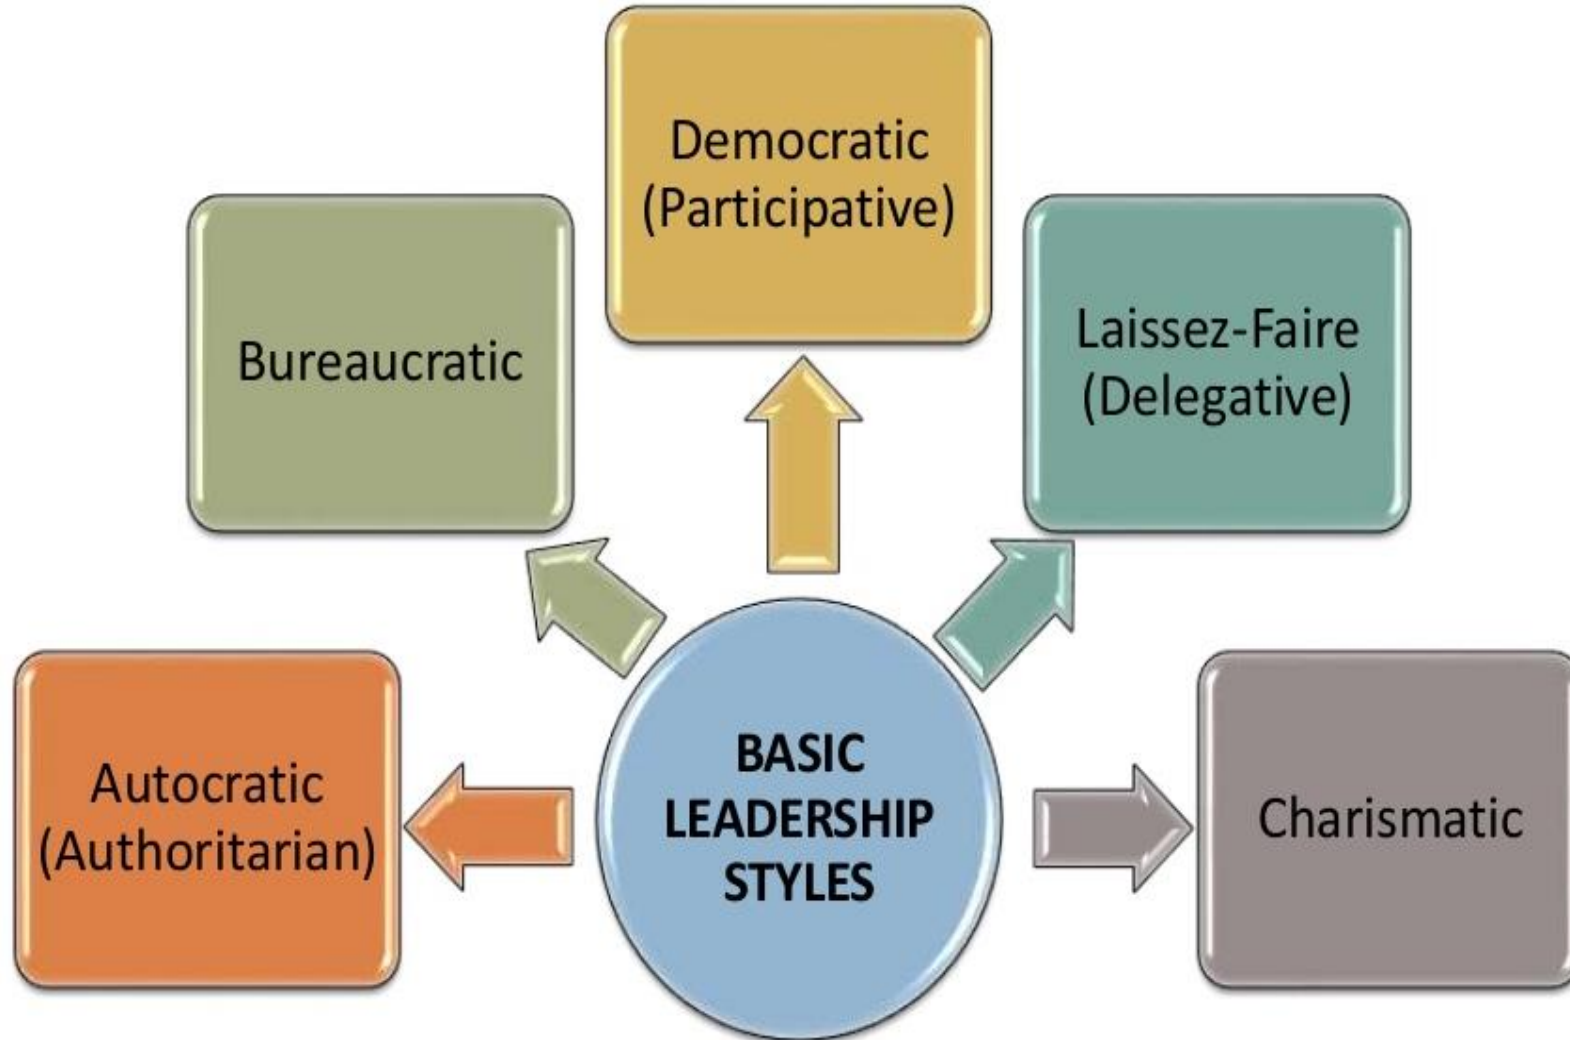 Democratic
(Participative)
Bureaucratic
Laissez-Faire
(Delegative)
Autocratic
(Authoritarian)
BASIC
LEADERSHIP
STYLES
Charismatic